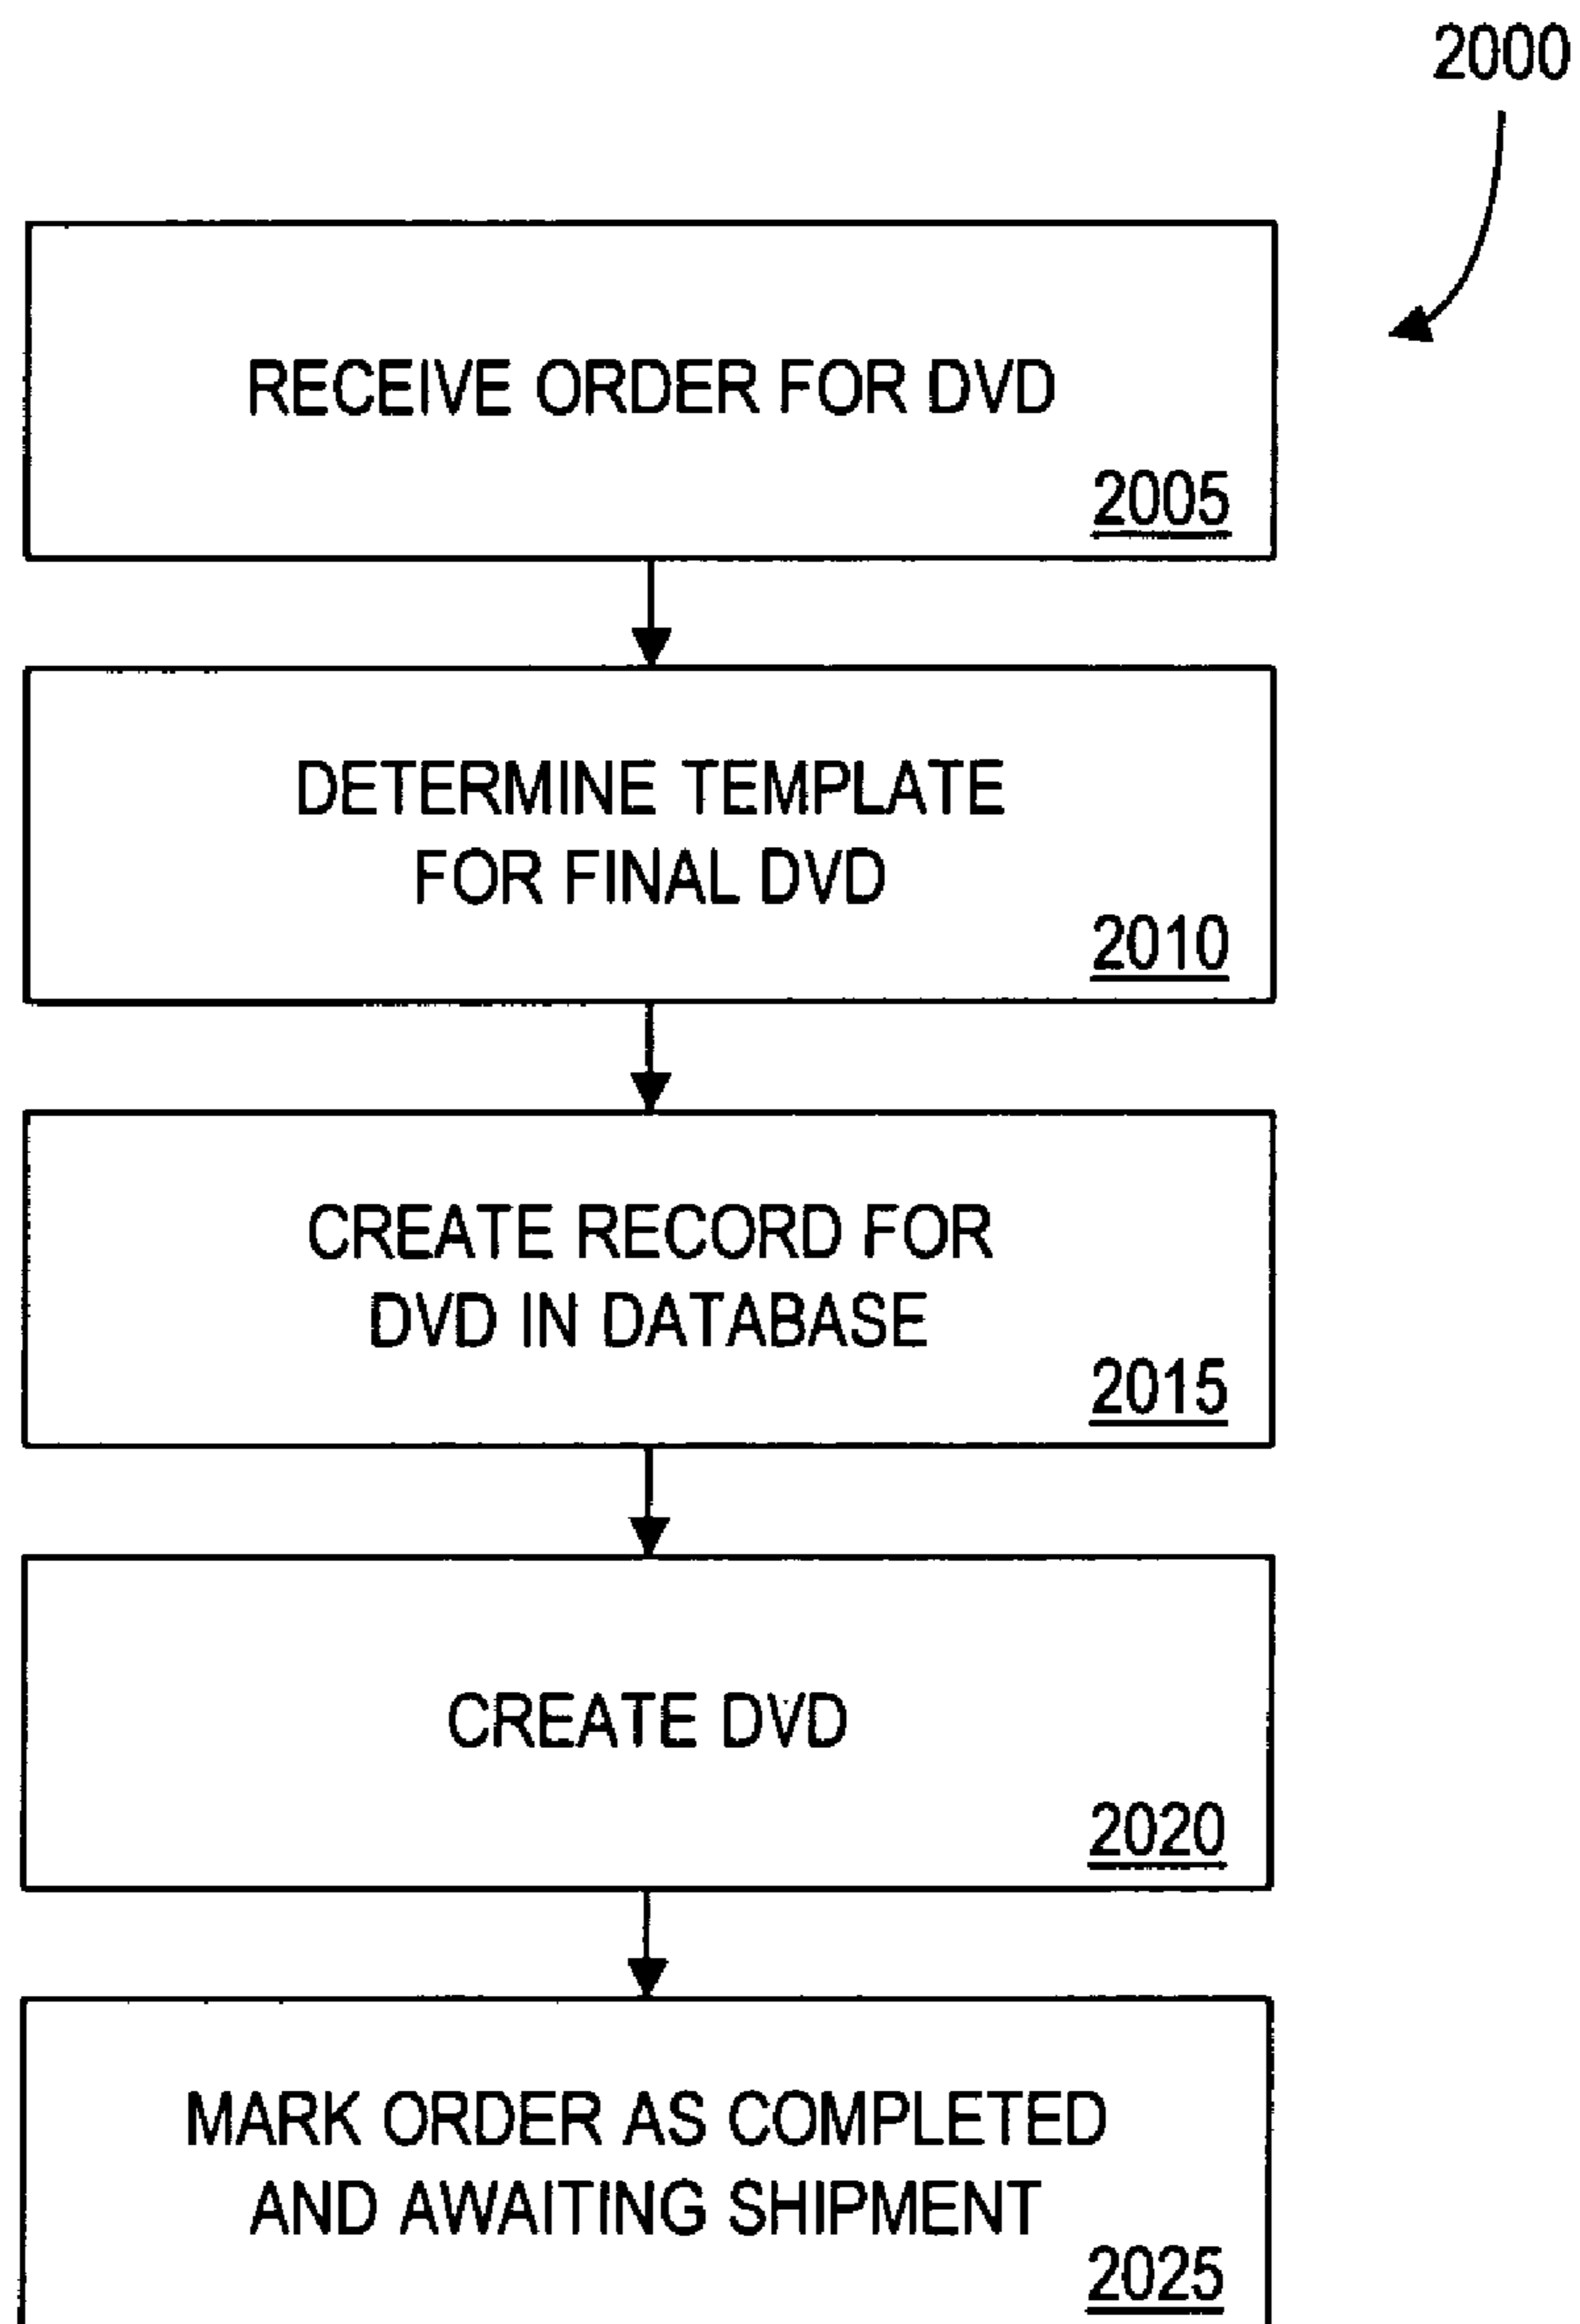 2000
RECEIVE ORDER FOR DVD
2005
DETERMINE TEMPLATE
FOR FINAL DVD
2010
CREATE RECORD FOR
DVD IN DATABASE
2015
CREATE DVD
2020
MARK ORDER AS COMPLETED
AND AWAITING SHIPMENT
2025